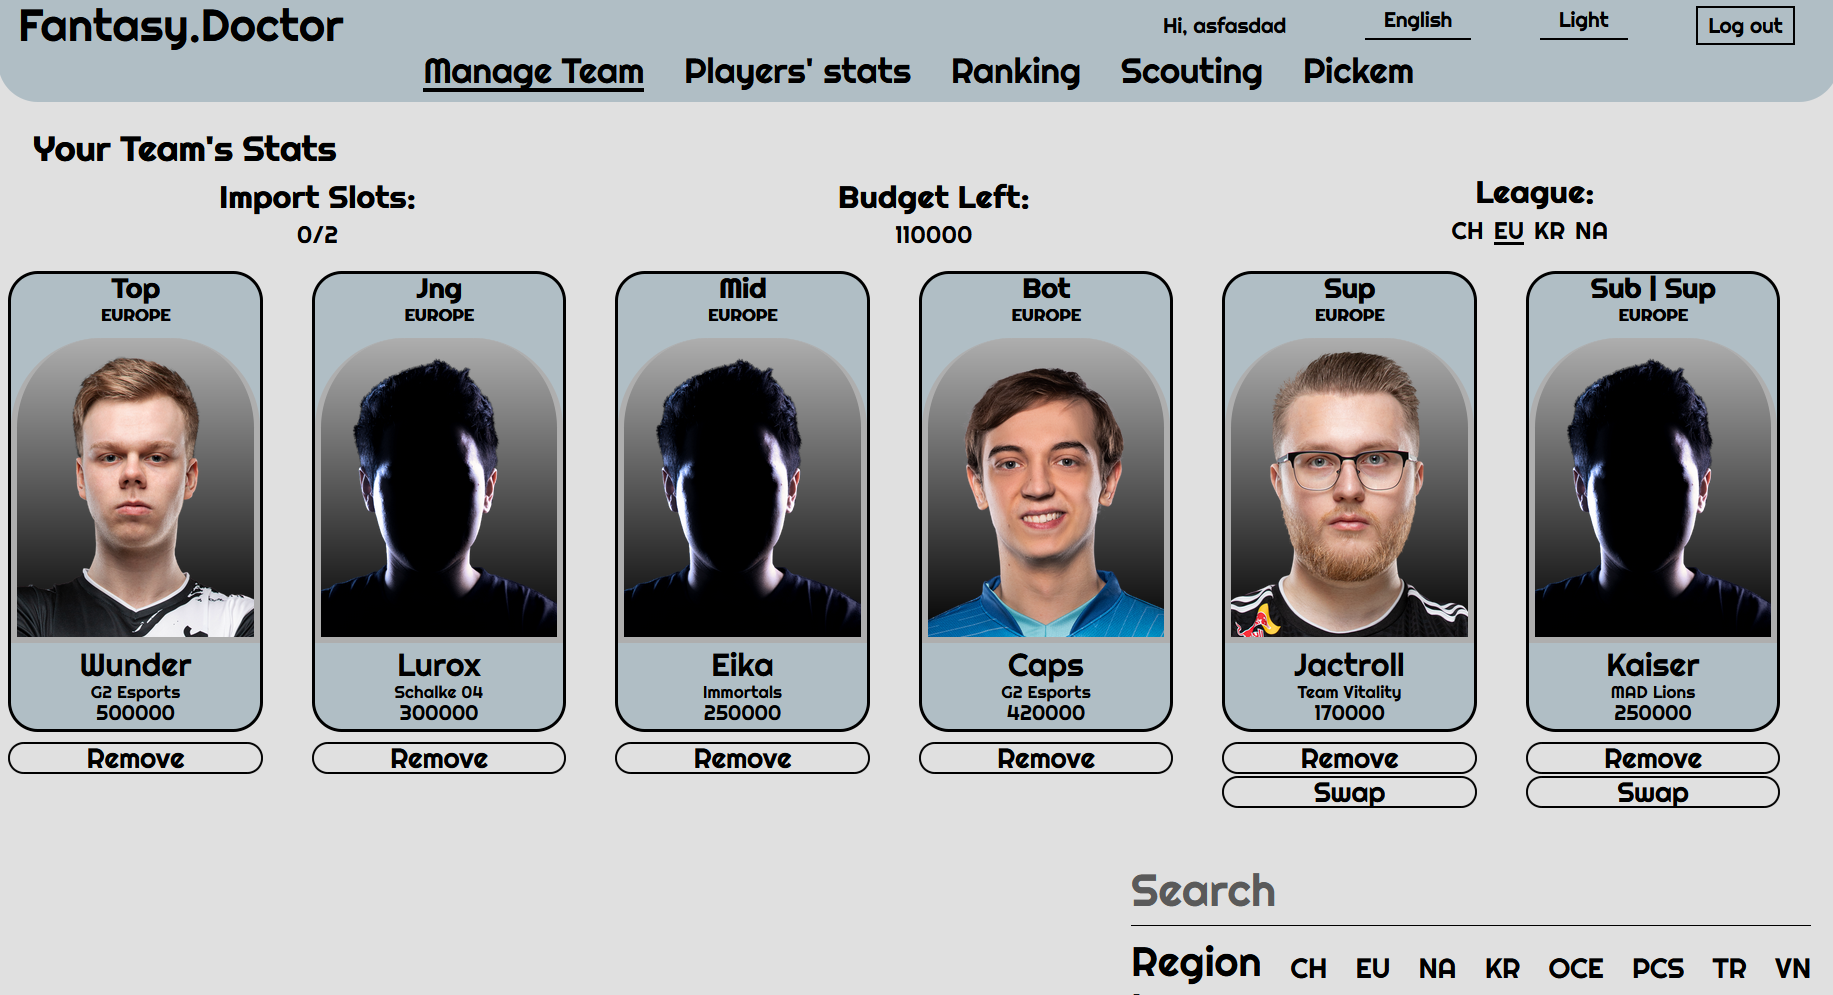 Fantasy.Doctor
Hi, asfasdad
English
Light
Log out
Manage Team
Players' stats
Ranking
Scouting
Pickem
Your Team's Stats
Import Slots:
0/2
Budget Left:
110000
League:
CH EU KR NA
Top
EUROPE
Wunder
G2 Esports
500000
Remove
Jng
EUROPE
Lurox
Schalke 04
300000
Remove
Mid
EUROPE
Eika
Immortals
250000
Remove
Bot
EUROPE
Caps
G2 Esports
420000
Remove
Sup
EUROPE
Jactroll
Team Vitality
170000
Remove
Swap
Sub | Sup
EUROPE
Kaiser
MAD Lions
250000
Remove
Swap
Search
Region CH EU NA KR OCE PCS TR VN